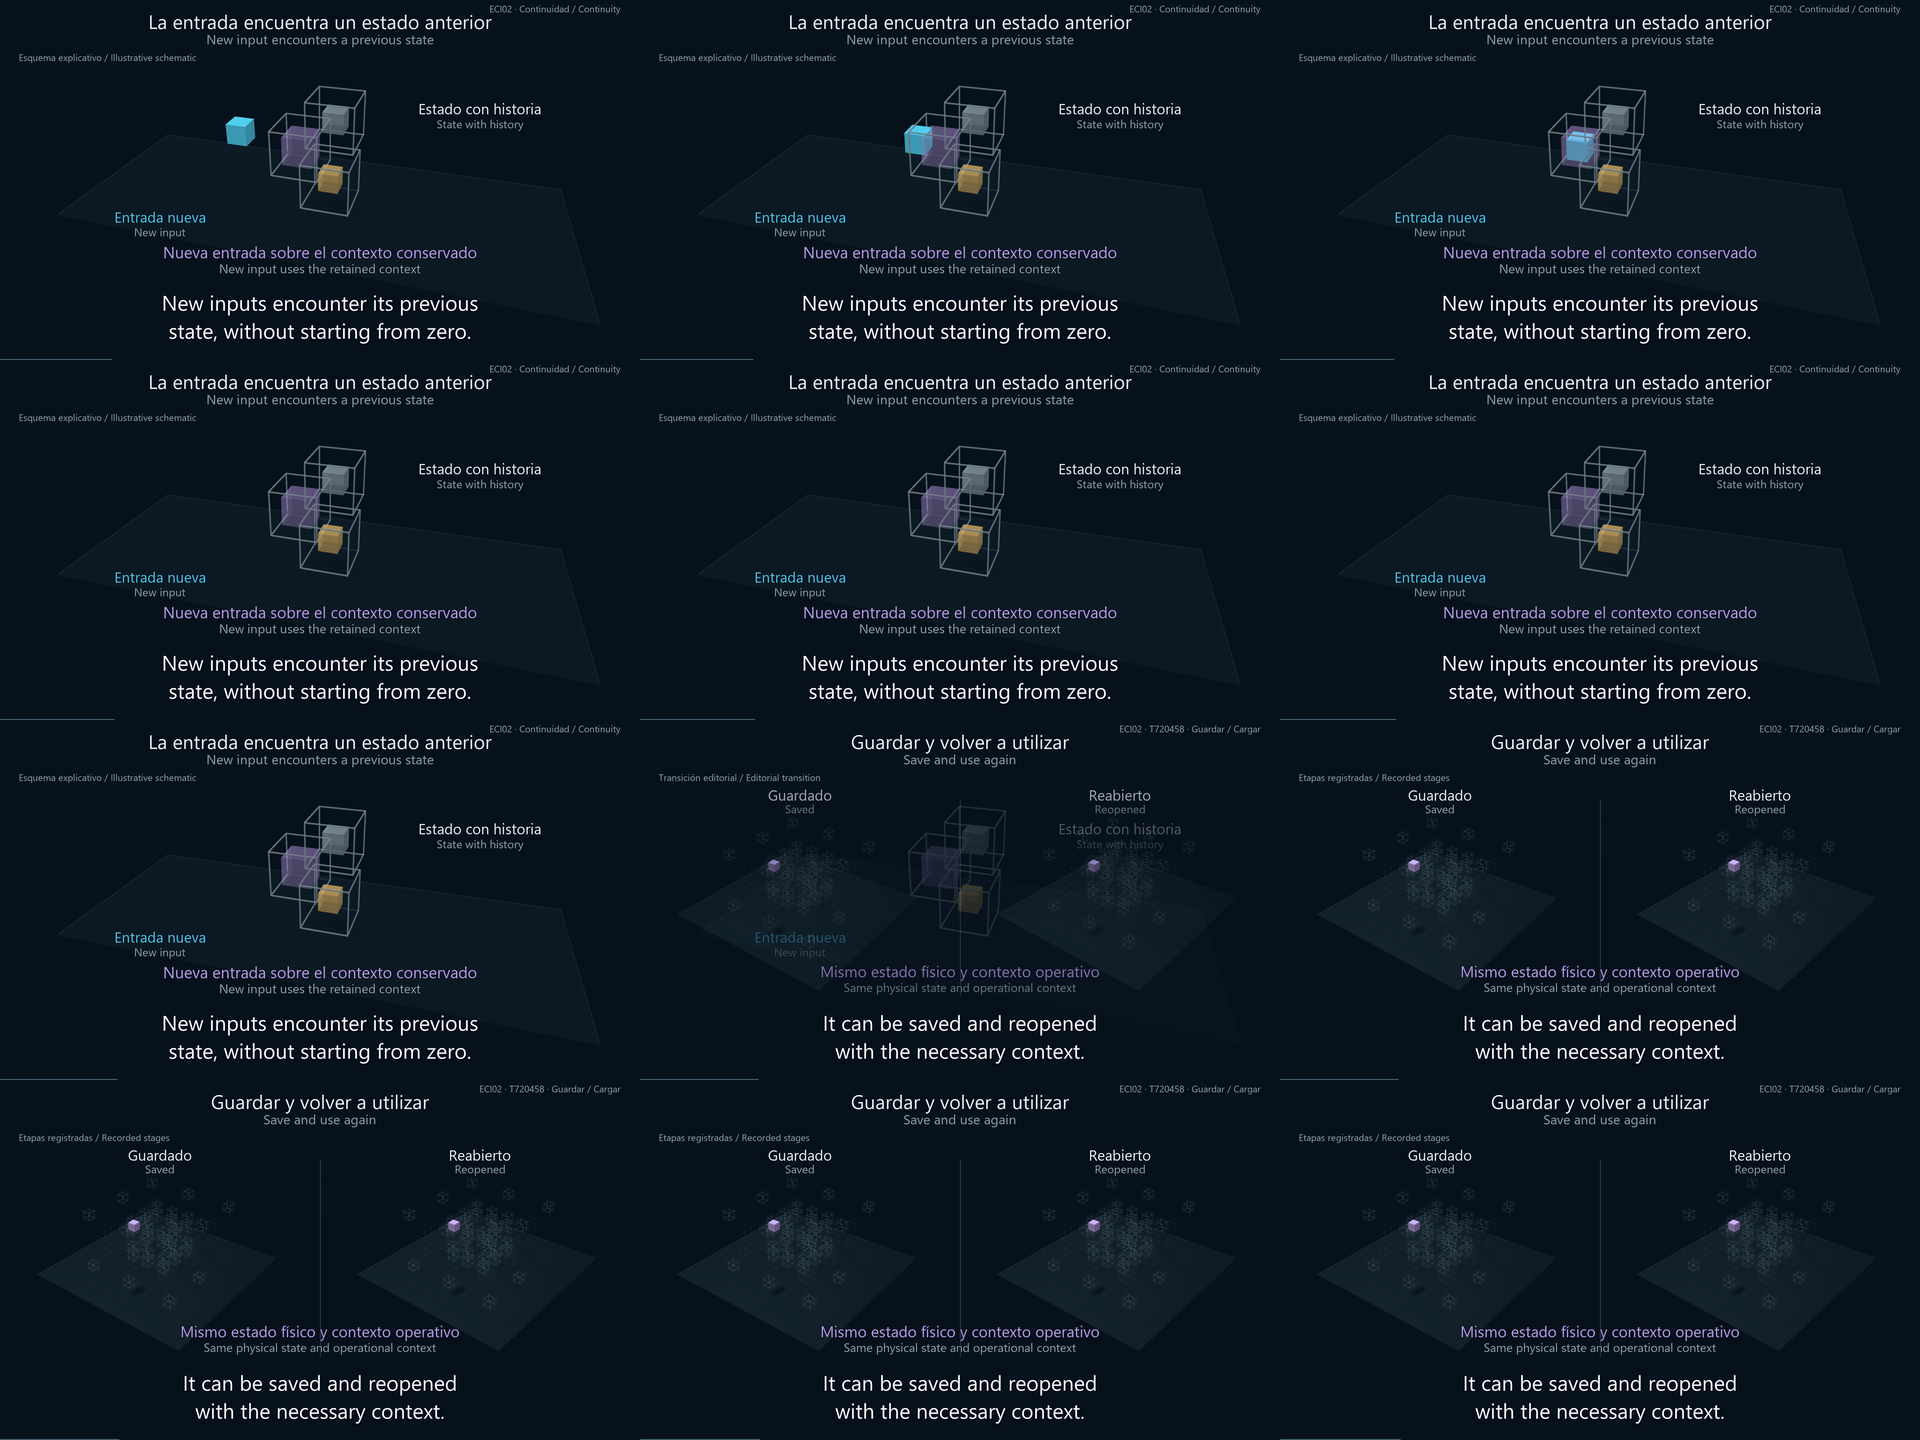 ECI02 · Continuidad / Continuity
La entrada encuentra un estado anterior
New input encounters a previous state
Esquema explicativo / Illustrative schematic
Estado con historia
State with history
Entrada nueva
New input
Nueva entrada sobre el contexto conservado
New input uses the retained context
New inputs encounter its previous
state, without starting from zero.
ECI02 · Continuidad / Continuity
La entrada encuentra un estado anterior
New input encounters a previous state
Esquema explicativo / Illustrative schematic
Estado con historia
State with history
Entrada nueva
New input
Nueva entrada sobre el contexto conservado
New input uses the retained context
New inputs encounter its previous
state, without starting from zero.
ECI02 · Continuidad / Continuity
La entrada encuentra un estado anterior
New input encounters a previous state
Esquema explicativo / Illustrative schematic
Estado con historia
State with history
Entrada nueva
New input
Nueva entrada sobre el contexto conservado
New input uses the retained context
New inputs encounter its previous
state, without starting from zero.
ECI02 · Continuidad / Continuity
La entrada encuentra un estado anterior
New input encounters a previous state
Esquema explicativo / Illustrative schematic
Estado con historia
State with history
Entrada nueva
New input
Nueva entrada sobre el contexto conservado
New input uses the retained context
New inputs encounter its previous
state, without starting from zero.
ECI02 · Continuidad / Continuity
La entrada encuentra un estado anterior
New input encounters a previous state
Esquema explicativo / Illustrative schematic
Estado con historia
State with history
Entrada nueva
New input
Nueva entrada sobre el contexto conservado
New input uses the retained context
New inputs encounter its previous
state, without starting from zero.
ECI02 · Continuidad / Continuity
La entrada encuentra un estado anterior
New input encounters a previous state
Esquema explicativo / Illustrative schematic
Estado con historia
State with history
Entrada nueva
New input
Nueva entrada sobre el contexto conservado
New input uses the retained context
New inputs encounter its previous
state, without starting from zero.
ECI02 · Continuidad / Continuity
La entrada encuentra un estado anterior
New input encounters a previous state
Esquema explicativo / Illustrative schematic
Estado con historia
State with history
Entrada nueva
New input
Nueva entrada sobre el contexto conservado
New input uses the retained context
New inputs encounter its previous
state, without starting from zero.
ECI02 · T720458 · Guardar / Cargar
Guardar y volver a utilizar
Save and use again
Transición editorial / Editorial transition
Guardado
Saved
Reabierto
Reopened
Estado con historia
State with history
Entrada nueva
New input
Mismo estado físico y contexto operativo
Same physical state and operational context
It can be saved and reopened
with the necessary context.
ECI02 · T720458 · Guardar / Cargar
Guardar y volver a utilizar
Save and use again
Etapas registradas / Recorded stages
Guardado
Saved
Reabierto
Reopened
Mismo estado físico y contexto operativo
Same physical state and operational context
It can be saved and reopened
with the necessary context.
ECI02 · T720458 · Guardar / Cargar
Guardar y volver a utilizar
Save and use again
Etapas registradas / Recorded stages
Guardado
Saved
Reabierto
Reopened
Mismo estado físico y contexto operativo
Same physical state and operational context
It can be saved and reopened
with the necessary context.
ECI02 · T720458 · Guardar / Cargar
Guardar y volver a utilizar
Save and use again
Etapas registradas / Recorded stages
Guardado
Saved
Reabierto
Reopened
Mismo estado físico y contexto operativo
Same physical state and operational context
It can be saved and reopened
with the necessary context.
ECI02 · T720458 · Guardar / Cargar
Guardar y volver a utilizar
Save and use again
Etapas registradas / Recorded stages
Guardado
Saved
Reabierto
Reopened
Mismo estado físico y contexto operativo
Same physical state and operational context
It can be saved and reopened
with the necessary context.